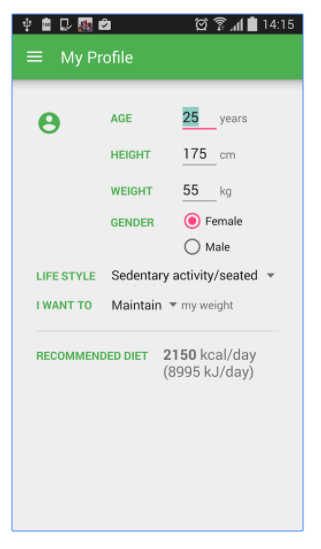 14:15
My Profile
AGE 25 years
HEIGHT 175 cm
WEIGHT 55 kg
GENDER Female
Male
LIFE STYLE Sedentary activity/seated
I WANT TO Maintain my weight
RECOMMENDED DIET 2150 kcal/day
(8995 kJ/day)